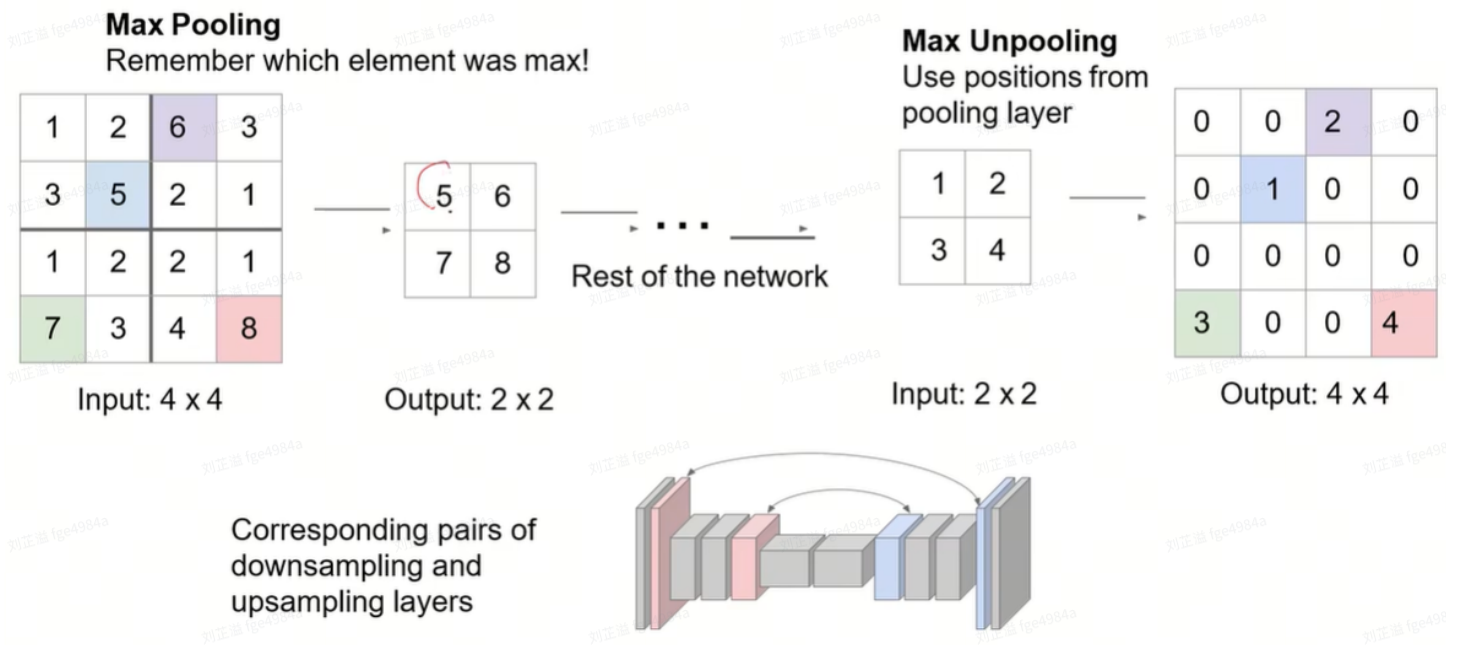 Max Pooling
Remember which element was max!
1 2 6 3
3 5 2 1
1 2 2 1
7 3 4 8
Input: 4 x 4
5 6
7 8
Output: 2 x 2
...
Rest of the network
Max Unpooling
Use positions from
pooling layer
1 2
3 4
Input: 2 x 2
0 0 2 0
0 1 0 0
0 0 0 0
3 0 0 4
Output: 4 x 4
Corresponding pairs of
downsampling and
upsampling layers
刘正溢 fge4984a